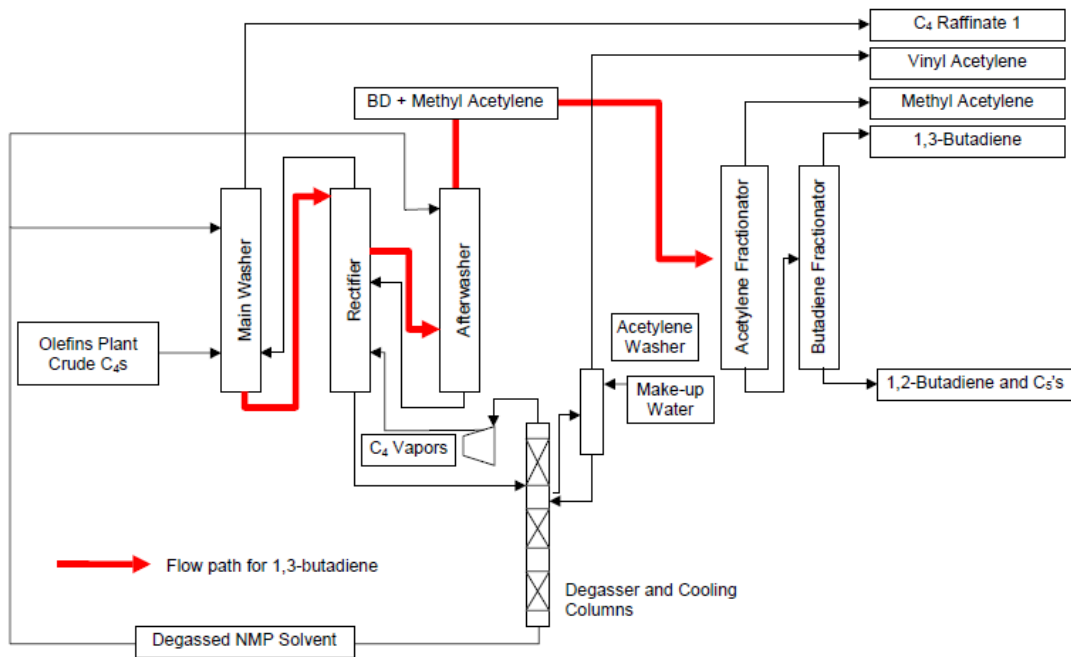 C₄ Raffinate 1
Vinyl Acetylene
BD + Methyl Acetylene
Methyl Acetylene
1,3-Butadiene
Main Washer
Rectifier
Afterwasher
Acetylene Fractionator
Butadiene Fractionator
Olefins Plant
Crude C₄s
Acetylene
Washer
Make-up
Water
1,2-Butadiene and C₅'s
C₄ Vapors
Flow path for 1,3-butadiene
Degasser and Cooling
Columns
Degassed NMP Solvent